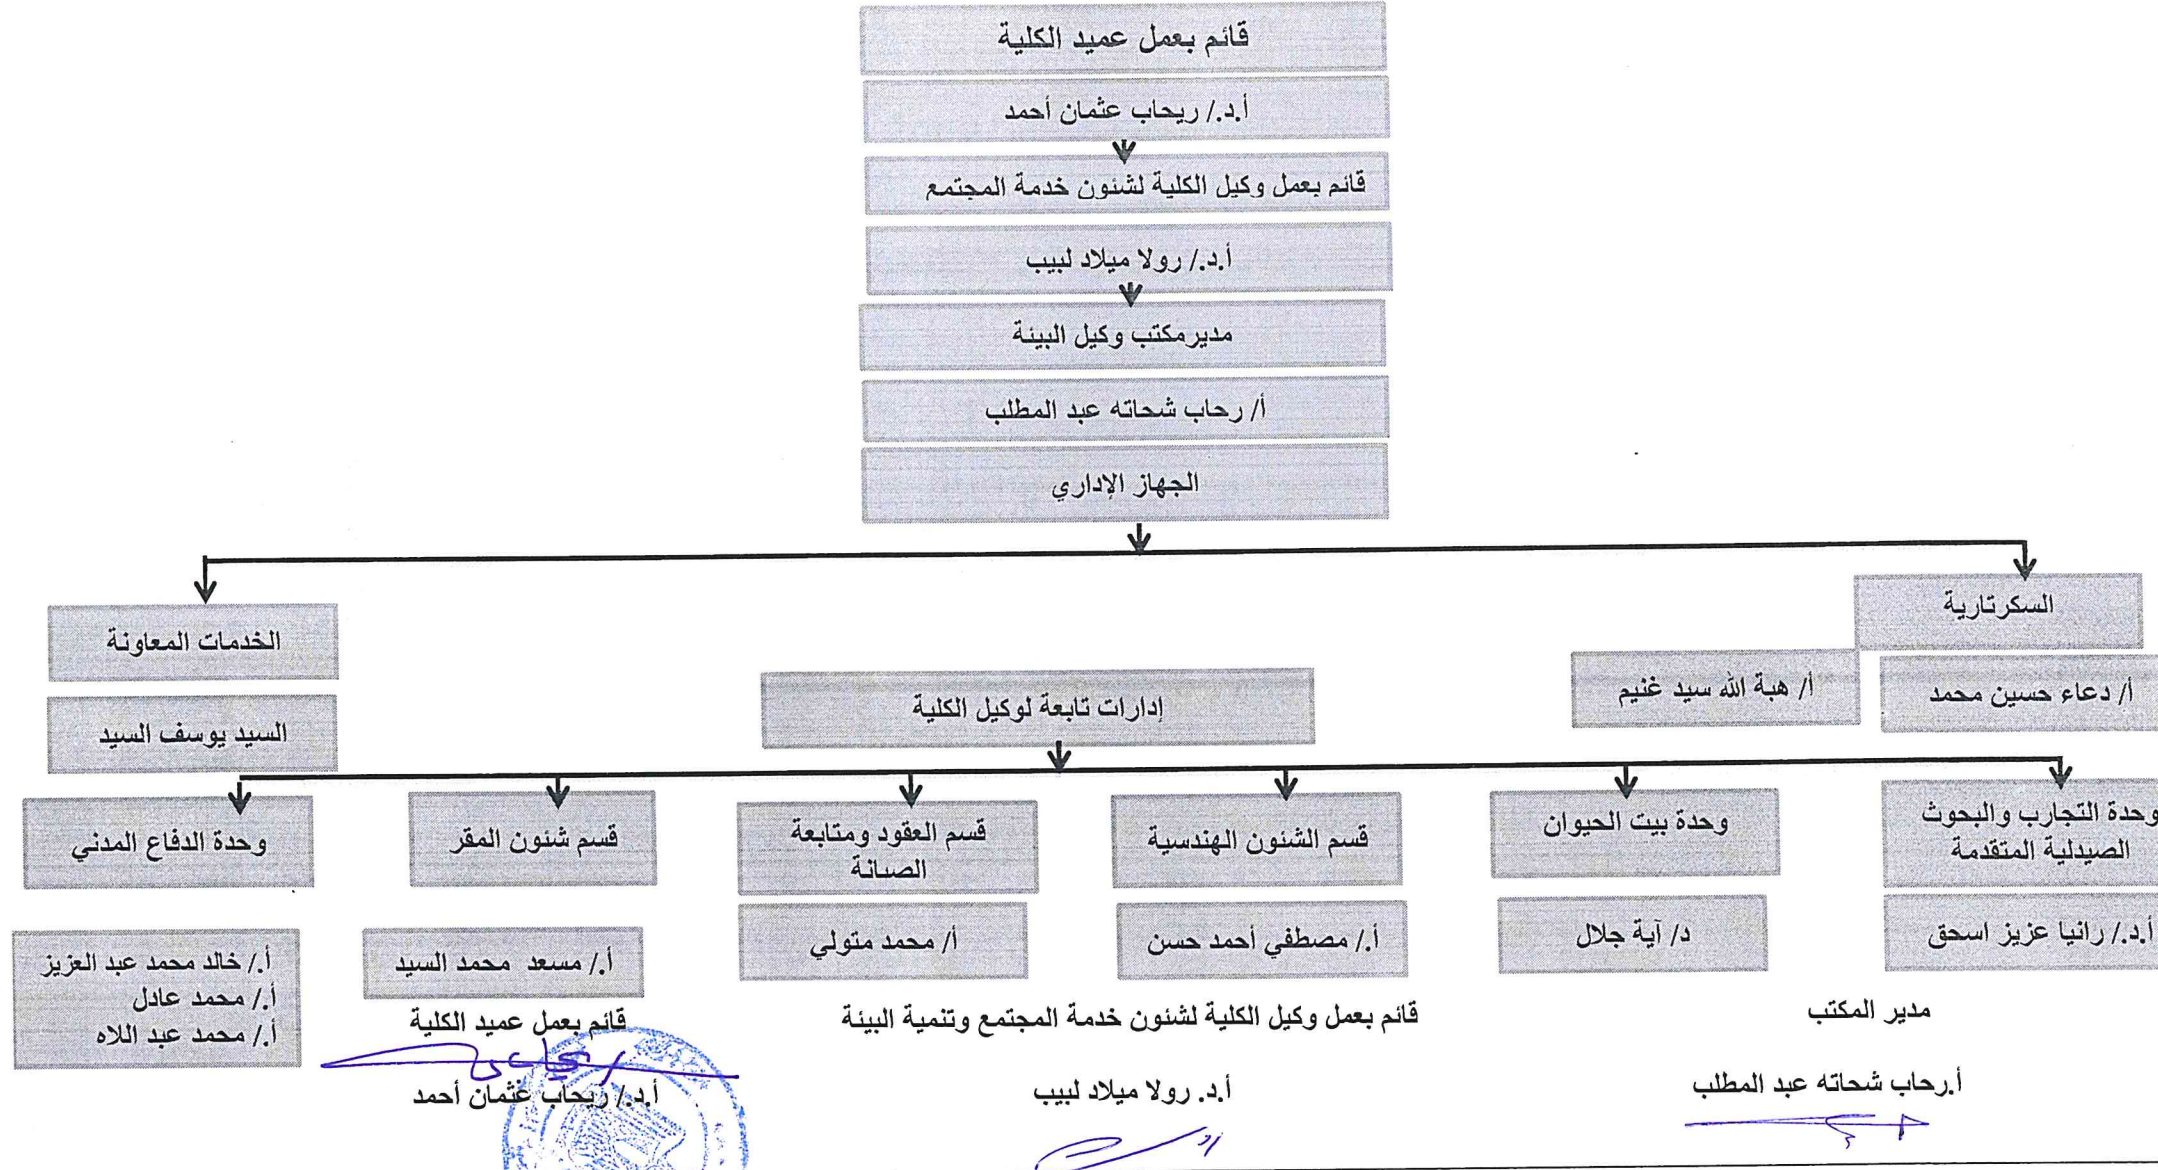 قائم بعمل عميد الكلية
أ.د./ ريحاب عثمان أحمد
قائم بعمل وكيل الكلية لشئون خدمة المجتمع
أ.د./ رولا ميلاد لبيب
مديرمكتب وكيل البيئة
أ/ رحاب شحاته عبد المطلب
الجهاز الإداري
السكرتارية
أ/ دعاء حسين محمد
أ/ هبة الله سيد غنيم
الخدمات المعاونة
السيد يوسف السيد
إدارات تابعة لوكيل الكلية
وحدة التجارب والبحوث
الصيدلية المتقدمة
أ.د./ رانيا عزيز اسحق
وحدة بيت الحيوان
د/ آية جلال
قسم الشئون الهندسية
أ./ مصطفي أحمد حسن
قسم العقود ومتابعة
الصيانة
أ/ محمد متولي
قسم شئون المقر
أ./ مسعد محمد السيد
وحدة الدفاع المدني
أ./ خالد محمد عبد العزيز
أ./ محمد عادل
أ./ محمد عبد اللاه
مدير المكتب
أ.رحاب شحاته عبد المطلب
قائم بعمل وكيل الكلية لشئون خدمة المجتمع وتنمية البيئة
أ.د. رولا ميلاد لبيب
قائم بعمل عميد الكلية
أ.د./ ريحاب عثمان أحمد